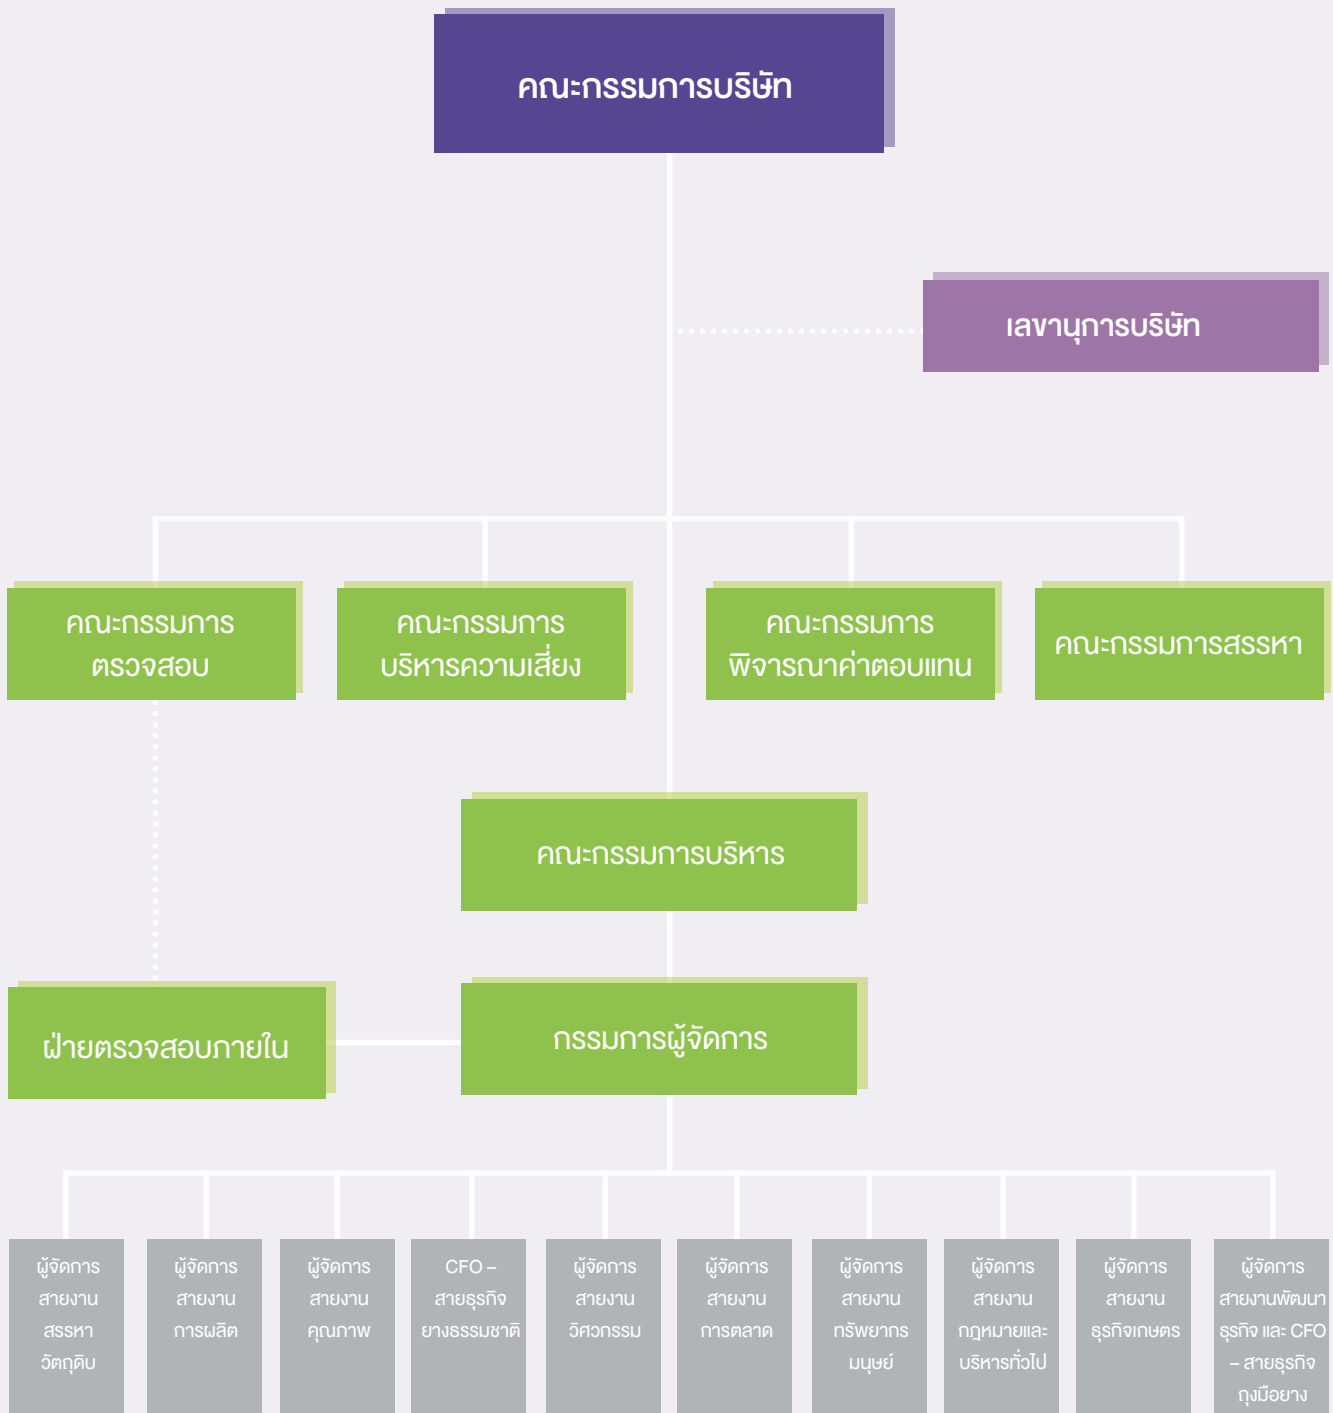 คณะกรรมการบริษัท
เลขานุการบริษัท
คณะกรรมการ
ตรวจสอบ
คณะกรรมการ
บริหารความเสี่ยง
คณะกรรมการ
พิจารณาค่าตอบแทน
คณะกรรมการสรรหา
คณะกรรมการบริหาร
ฝ่ายตรวจสอบภายใน
กรรมการผู้จัดการ
ผู้จัดการ
สายงาน
สรรหา
วัตถุดิบ
ผู้จัดการ
สายงาน
การผลิต
ผู้จัดการ
สายงาน
คุณภาพ
CFO –
สายธุรกิจ
ยางธรรมชาติ
ผู้จัดการ
สายงาน
วิศวกรรม
ผู้จัดการ
สายงาน
การตลาด
ผู้จัดการ
สายงาน
ทรัพยากร
มนุษย์
ผู้จัดการ
สายงาน
กฎหมายและ
บริหารทั่วไป
ผู้จัดการ
สายงาน
ธุรกิจเกษตร
ผู้จัดการ
สายงานพัฒนา
ธุรกิจ และ CFO
– สายธุรกิจ
ถุงมือยาง